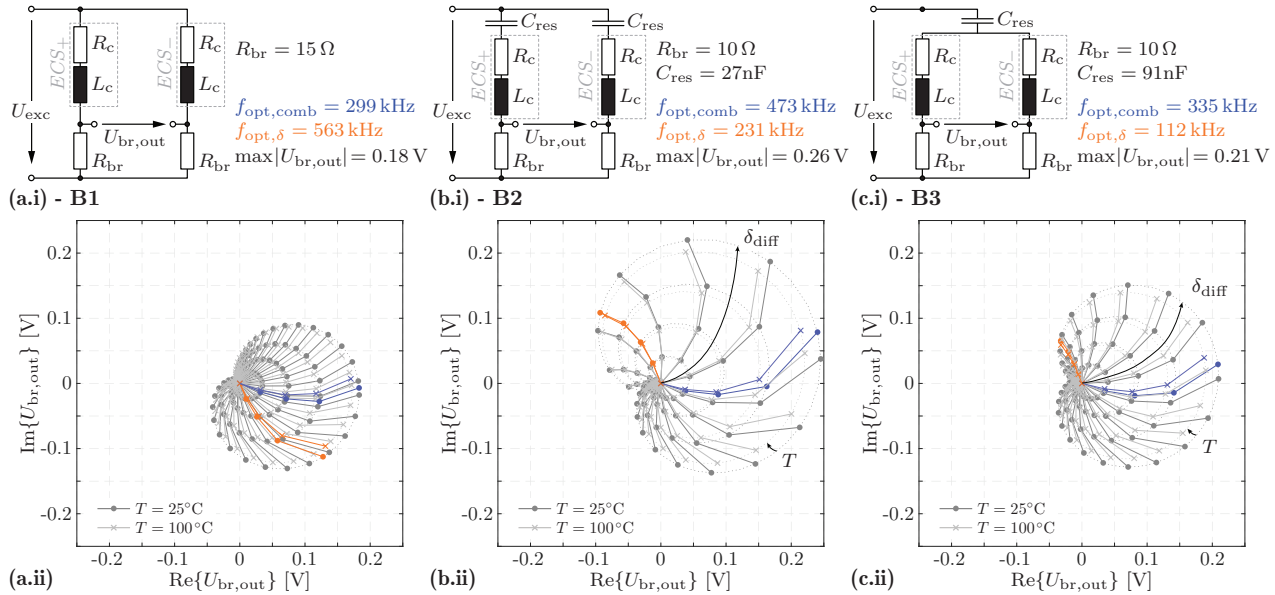 ECS+
R_c
L_c
ECS−
R_c
L_c
U_exc
U_br,out
R_br
R_br
R_br = 15 Ω
f_opt,comb = 299 kHz
f_opt,δ = 563 kHz
max|U_br,out| = 0.18 V
(a.i) - B1
C_res
C_res
ECS+
R_c
L_c
ECS−
R_c
L_c
U_exc
U_br,out
R_br
R_br
R_br = 10 Ω
C_res = 27nF
f_opt,comb = 473 kHz
f_opt,δ = 231 kHz
max|U_br,out| = 0.26 V
(b.i) - B2
C_res
ECS+
R_c
L_c
ECS−
R_c
L_c
U_exc
U_br,out
R_br
R_br
R_br = 10 Ω
C_res = 91nF
f_opt,comb = 335 kHz
f_opt,δ = 112 kHz
max|U_br,out| = 0.21 V
(c.i) - B3
Im{U_br,out} [V]
0.2
0.1
0
-0.1
-0.2
T = 25°C
T = 100°C
-0.2 -0.1 0 0.1 0.2
Re{U_br,out} [V]
(a.ii)
Im{U_br,out} [V]
0.2
0.1
0
-0.1
-0.2
δ_diff
T
T = 25°C
T = 100°C
-0.2 -0.1 0 0.1 0.2
Re{U_br,out} [V]
(b.ii)
Im{U_br,out} [V]
0.2
0.1
0
-0.1
-0.2
δ_diff
T
T = 25°C
T = 100°C
-0.2 -0.1 0 0.1 0.2
Re{U_br,out} [V]
(c.ii)